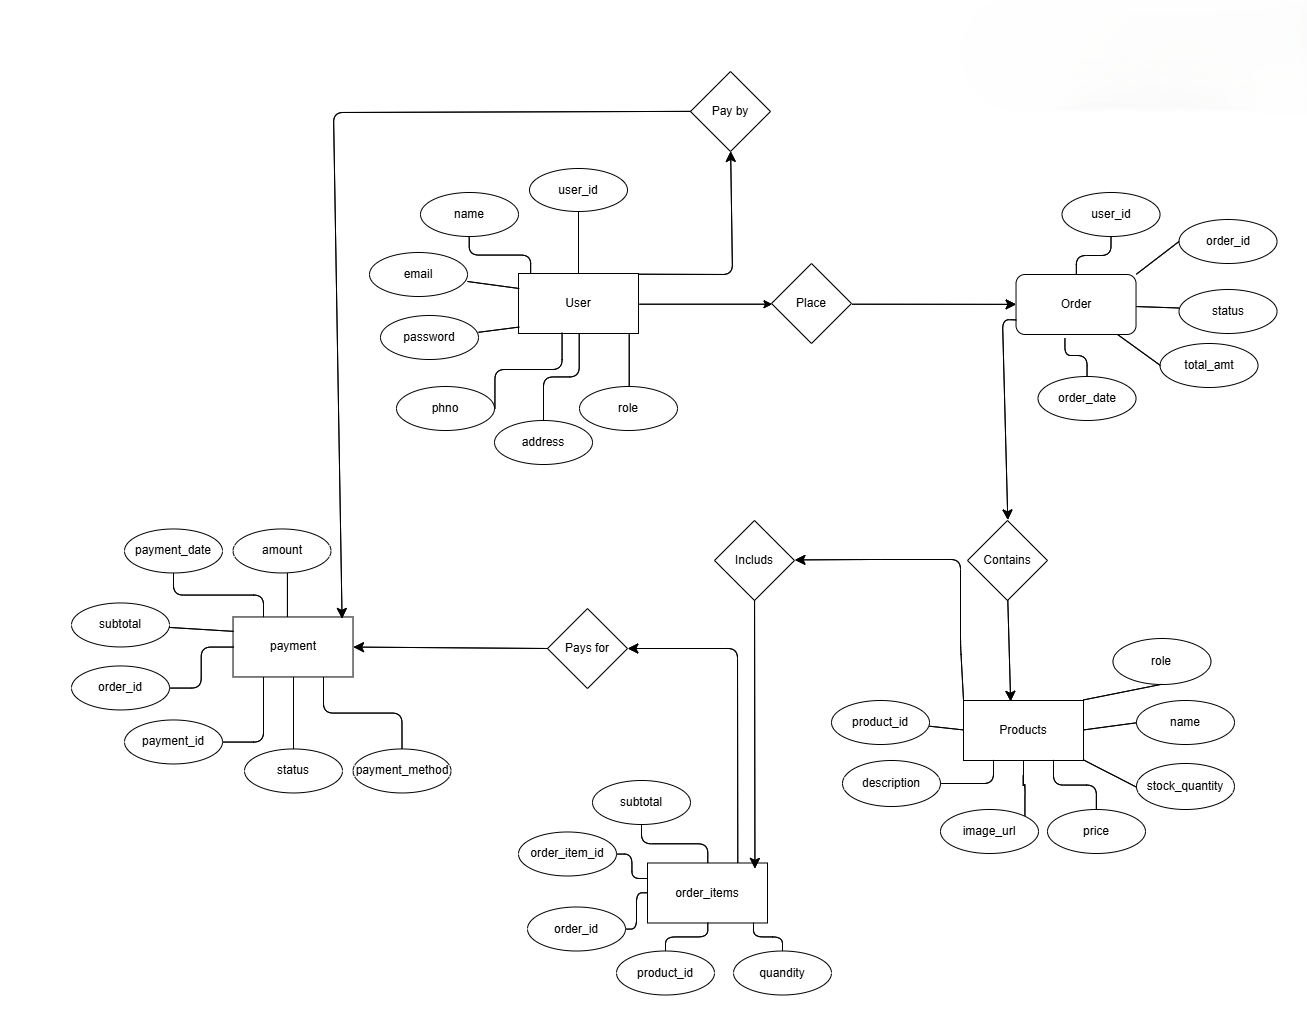 Pay by
user_id
name
email
password
User
phno
address
role
Place
user_id
order_id
Order
status
total_amt
order_date
payment_date
amount
subtotal
payment
order_id
payment_id
status
payment_method
Pays for
Includs
Contains
role
product_id
Products
name
description
stock_quantity
image_url
price
subtotal
order_item_id
order_items
order_id
product_id
quandity